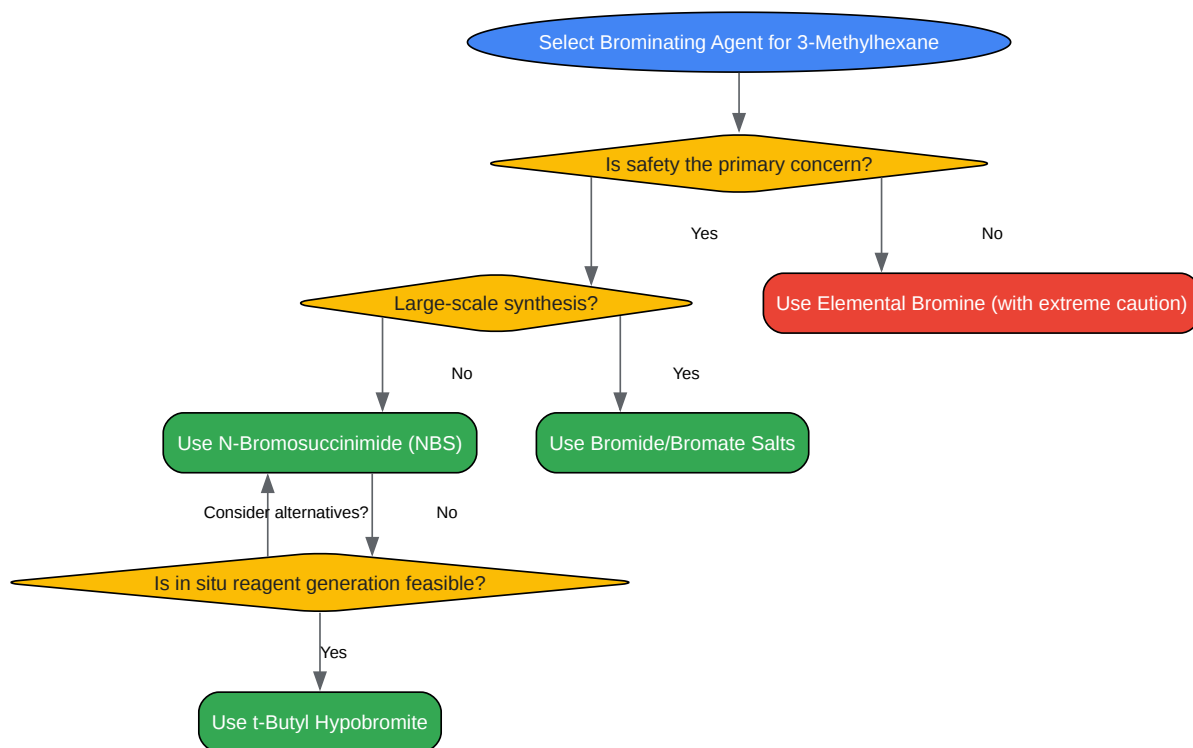 Select Brominating Agent for 3-Methylhexane
Is safety the primary concern?
Yes
No
Large-scale synthesis?
Use Elemental Bromine (with extreme caution)
No
Yes
Use N-Bromosuccinimide (NBS)
Use Bromide/Bromate Salts
Consider alternatives?
No
Is in situ reagent generation feasible?
Yes
Use t-Butyl Hypobromite